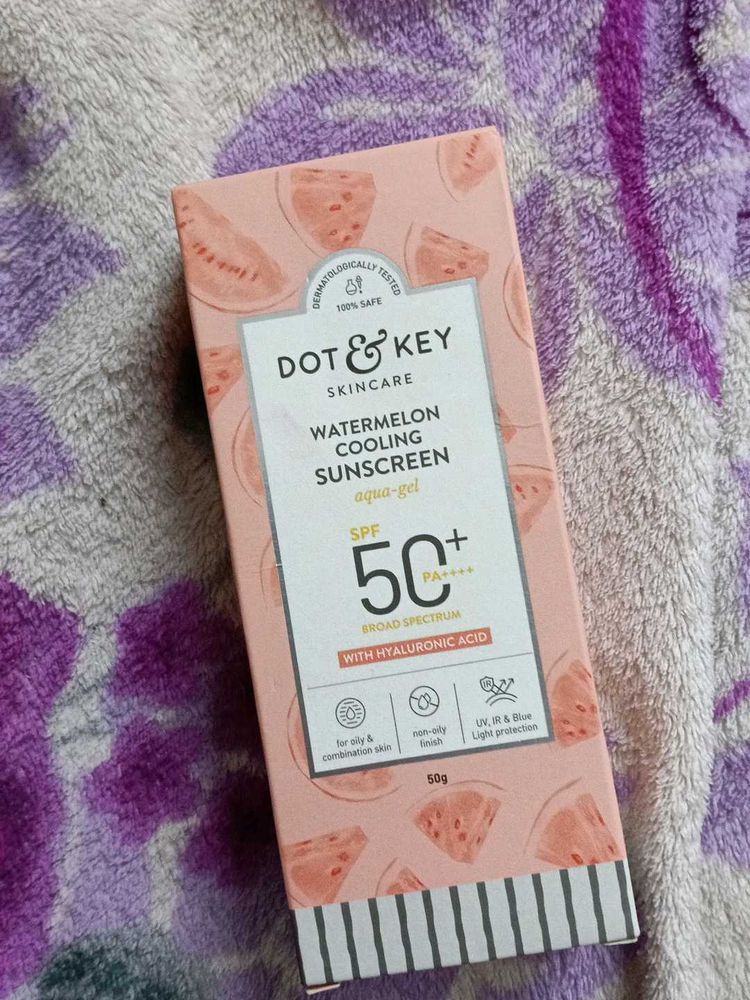 DERMATOLOGICALLY TESTED
100% SAFE
DOT & KEY
SKINCARE
WATERMELON
COOLING
SUNSCREEN
aqua-gel
SPF
50+
PA++++
BROAD SPECTRUM
WITH HYALURONIC ACID
for oily &
combination skin
non-oily
finish
IR
UV, IR & Blue
Light protection
50g